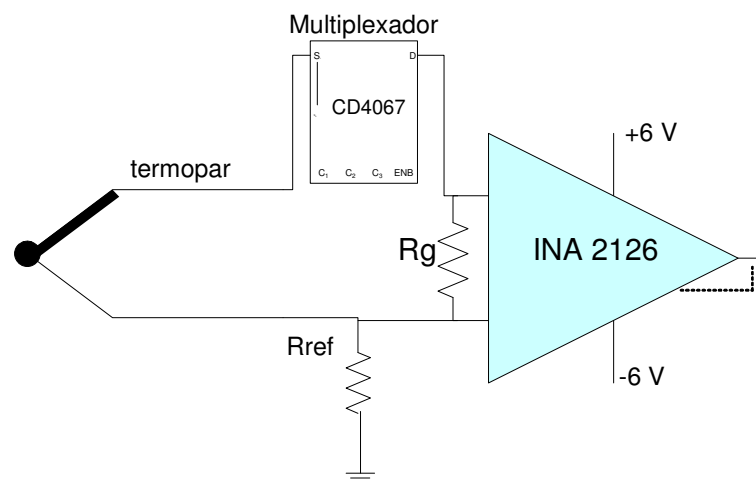 Multiplexador
S D
CD4067
C₁ C₂ C₃ ENB
termopar
+6 V
Rg
INA 2126
Rref
-6 V